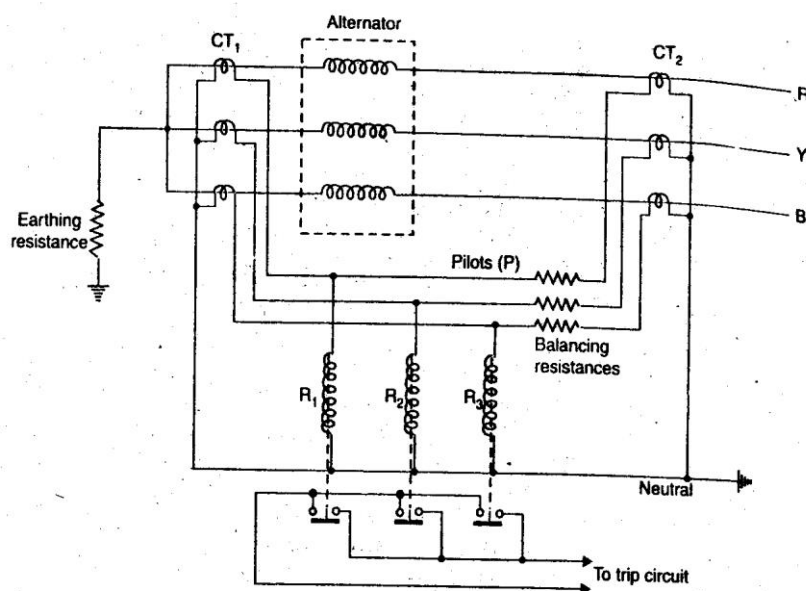 Alternator
CT1
CT2
R
Y
B
Earthing
resistance
Pilots (P)
Balancing
resistances
R1
R2
R3
Neutral
To trip circuit